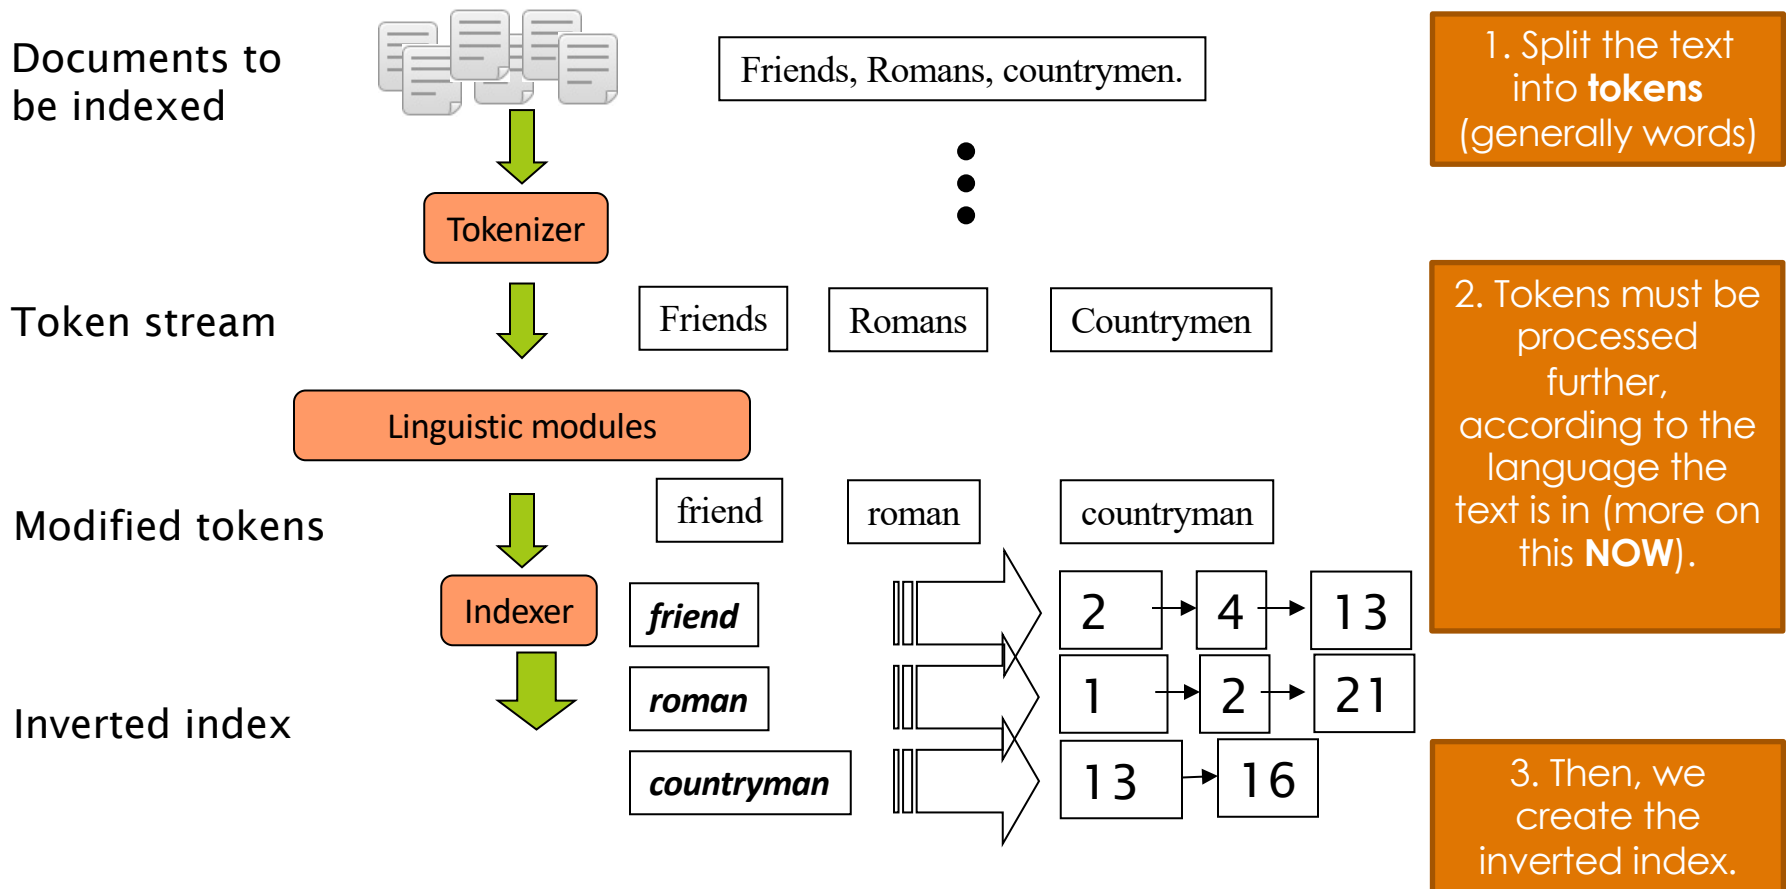 Documents to
be indexed
Friends, Romans, countrymen.
1. Split the text
into tokens
(generally words)
Tokenizer
Token stream
Friends
Romans
Countrymen
2. Tokens must be
processed
further,
according to the
language the
text is in (more on
this NOW).
Linguistic modules
Modified tokens
friend
roman
countryman
Indexer
friend
2
4
13
roman
1
2
21
Inverted index
countryman
13
16
3. Then, we
create the
inverted index.